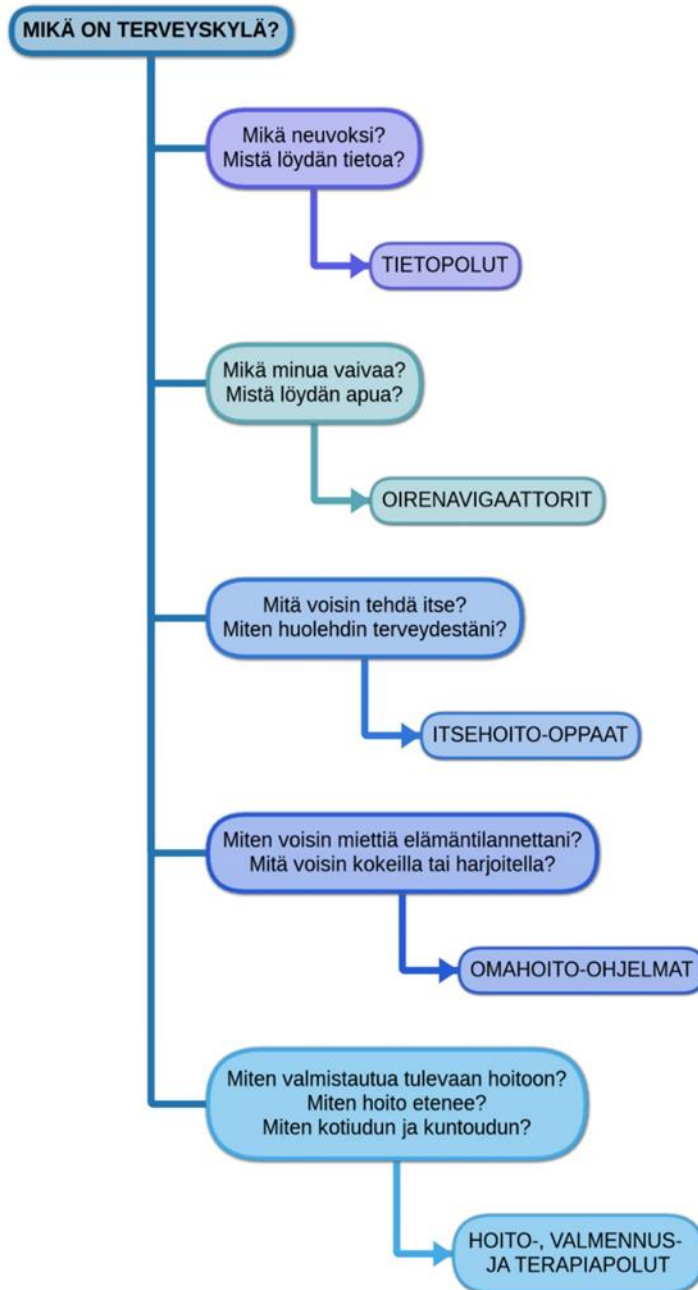 MIKÄ ON TERVEYSKYLÄ?
Mikä neuvoksi?
Mistä löydän tietoa?
TIETOPOLUT
Mikä minua vaivaa?
Mistä löydän apua?
OIRENAVIGAATTORIT
Mitä voisin tehdä itse?
Miten huolehdin terveydestäni?
ITSEHOITO-OPPAAT
Miten voisin miettiä elämäntilannettani?
Mitä voisin kokeilla tai harjoitella?
OMAHOITO-OHJELMAT
Miten valmistautua tulevaan hoitoon?
Miten hoito etenee?
Miten kotiudun ja kuntoudun?
HOITO-, VALMENNUS-
JA TERAPIAPOLUT